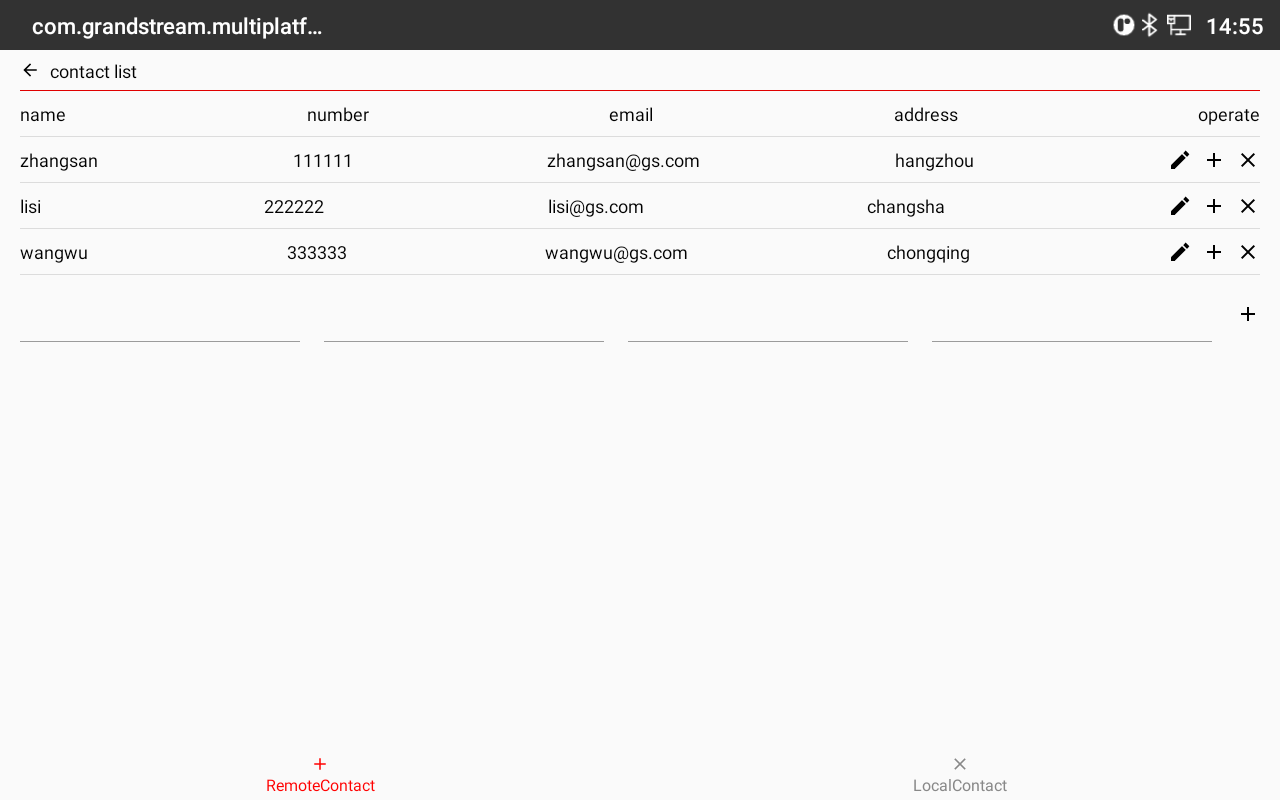 com.grandstream.multiplatf... 14:55
contact list
name number email address operate
zhangsan 111111 zhangsan@gs.com hangzhou
lisi 222222 lisi@gs.com changsha
wangwu 333333 wangwu@gs.com chongqing
RemoteContact LocalContact